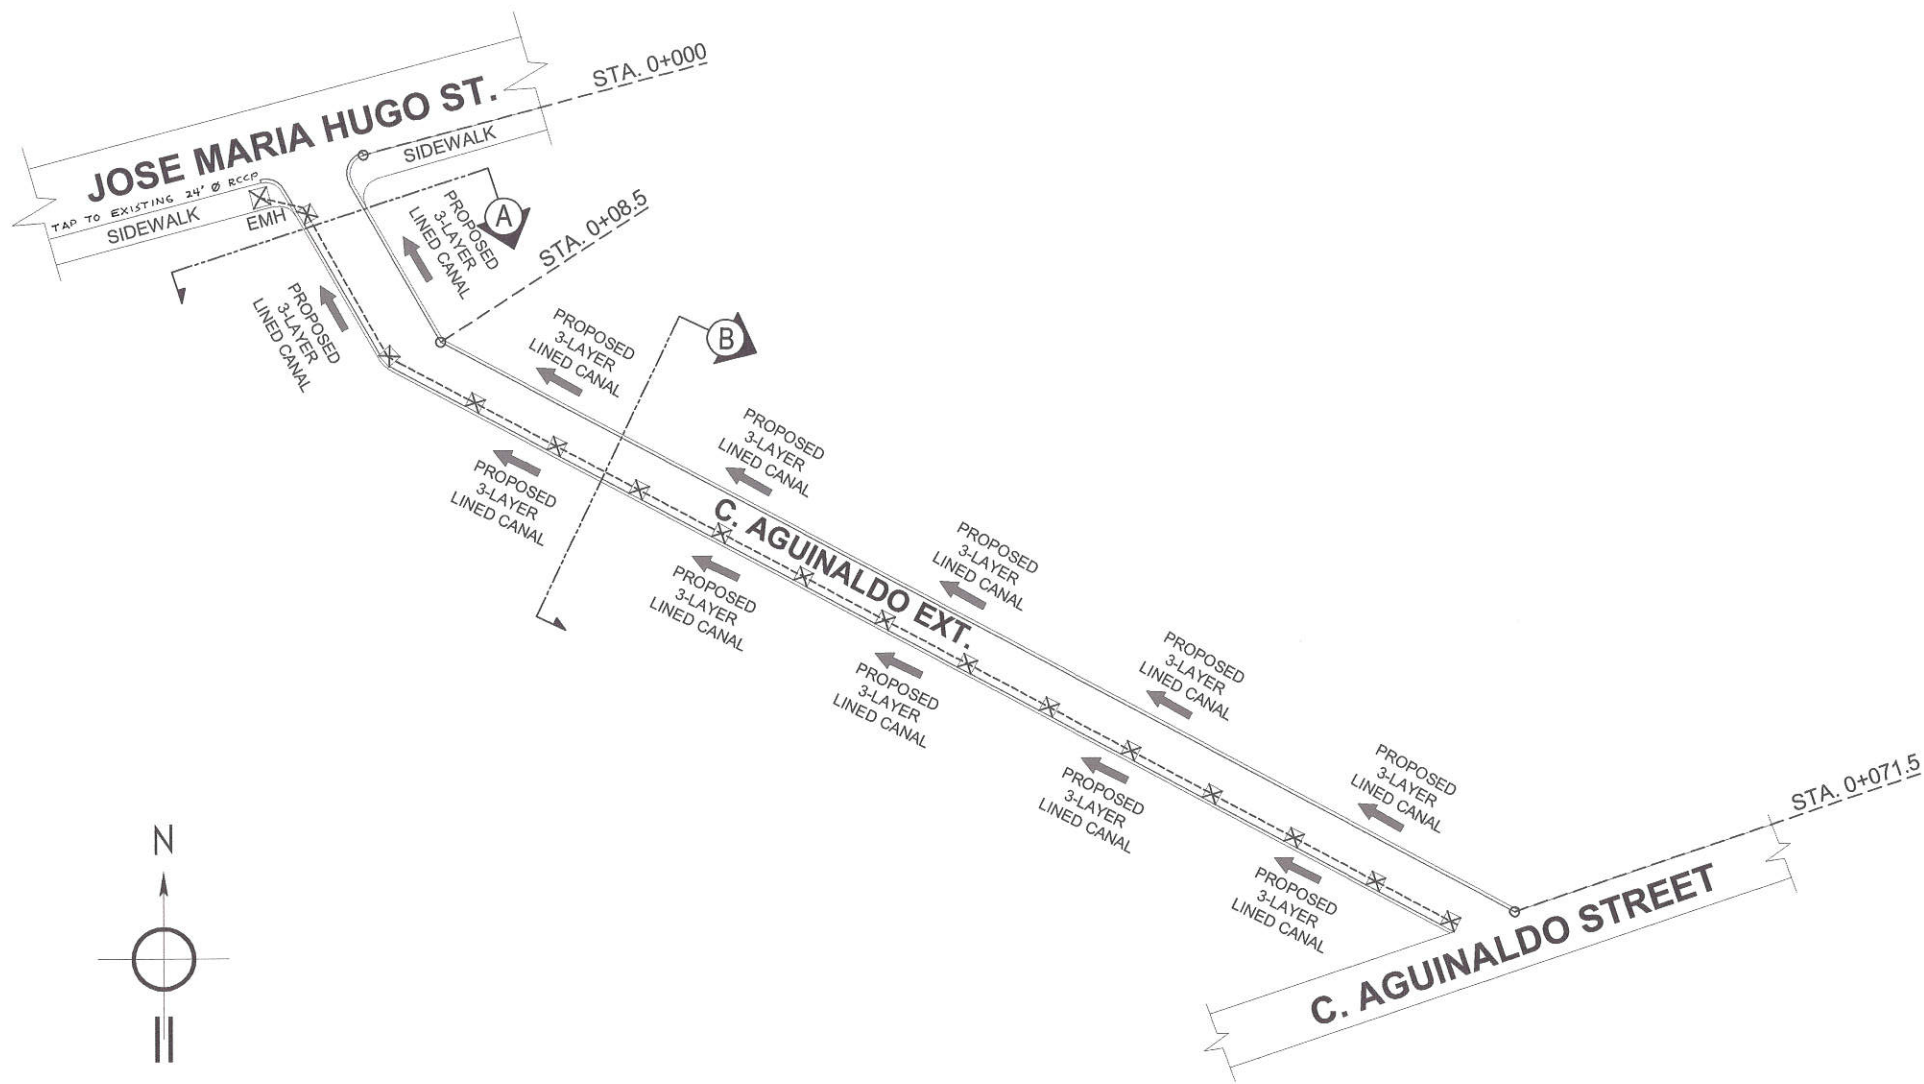 STA. 0+000
JOSE MARIA HUGO ST.
SIDEWALK
TAP TO EXISTING 24' Ø RCCP
SIDEWALK
EMH
A
PROPOSED
3-LAYER
LINED CANAL
STA. 0+08.5
PROPOSED
3-LAYER
LINED CANAL
B
PROPOSED
3-LAYER
LINED CANAL
PROPOSED
3-LAYER
LINED CANAL
PROPOSED
3-LAYER
LINED CANAL
C. AGUINALDO EXT.
PROPOSED
3-LAYER
LINED CANAL
PROPOSED
3-LAYER
LINED CANAL
PROPOSED
3-LAYER
LINED CANAL
PROPOSED
3-LAYER
LINED CANAL
PROPOSED
3-LAYER
LINED CANAL
PROPOSED
3-LAYER
LINED CANAL
STA. 0+071.5
PROPOSED
3-LAYER
LINED CANAL
C. AGUINALDO STREET
N